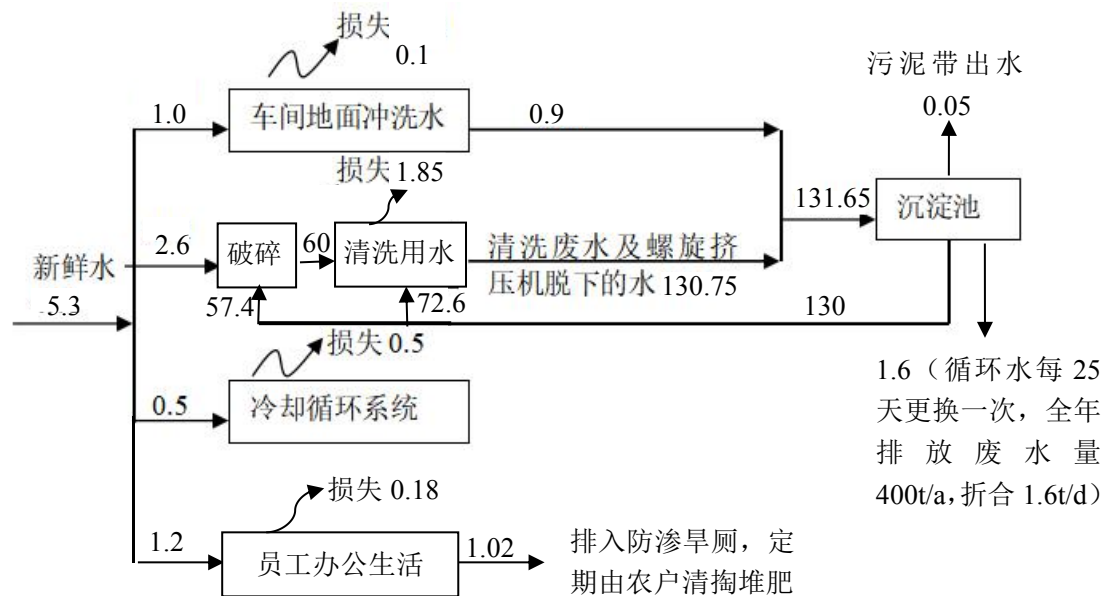 损失
0.1
污泥带出水
0.05
1.0
车间地面冲洗水
0.9
损失 1.85
131.65
沉淀池
新鲜水
5.3
2.6
破碎
60
清洗用水
清洗废水及螺旋挤
压机脱下的水 130.75
57.4
72.6
130
损失 0.5
0.5
冷却循环系统
1.6（循环水每 25
天更换一次，全年
排放废水量
400t/a,折合 1.6t/d）
损失 0.18
1.2
员工办公生活
1.02
排入防渗旱厕，定
期由农户清掏堆肥